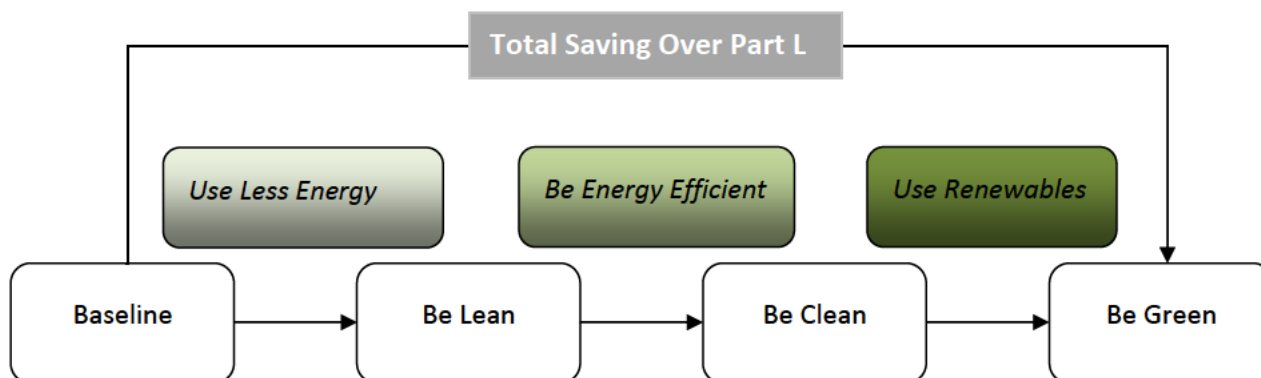 Total Saving Over Part L
Use Less Energy
Be Energy Efficient
Use Renewables
Baseline
Be Lean
Be Clean
Be Green